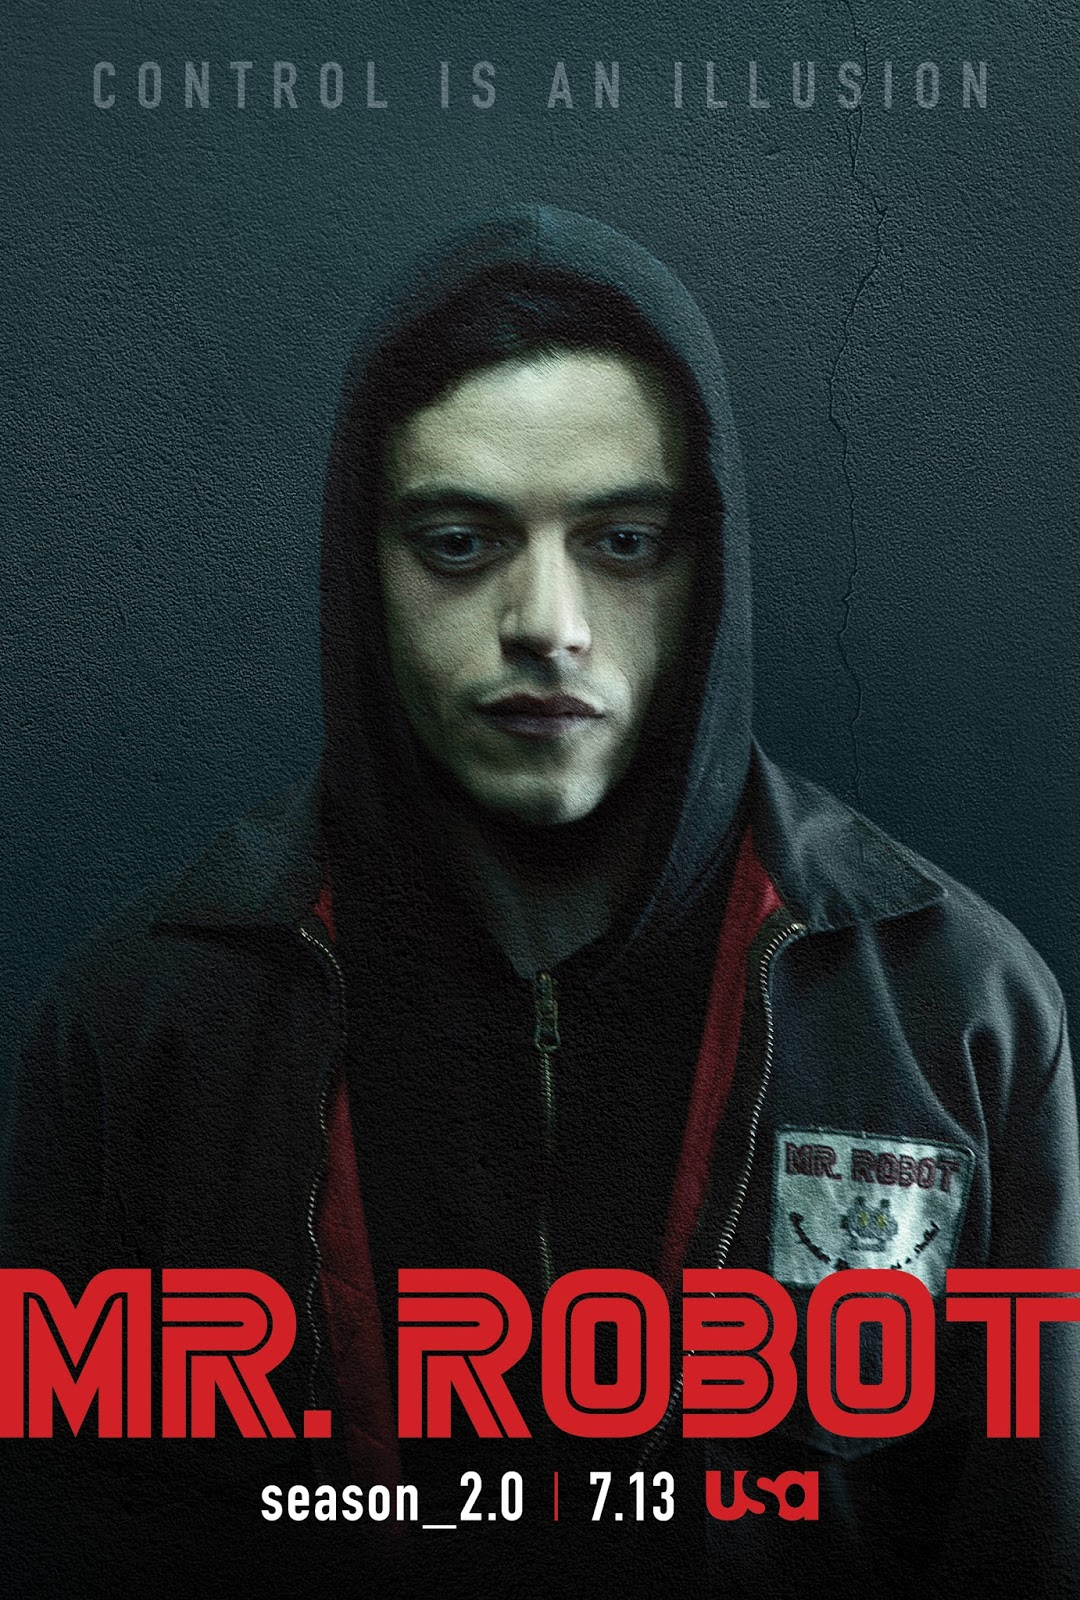 CONTROL IS AN ILLUSION
MR. ROBOT
MR. ROBOT
season_2.0 | 7.13 usa